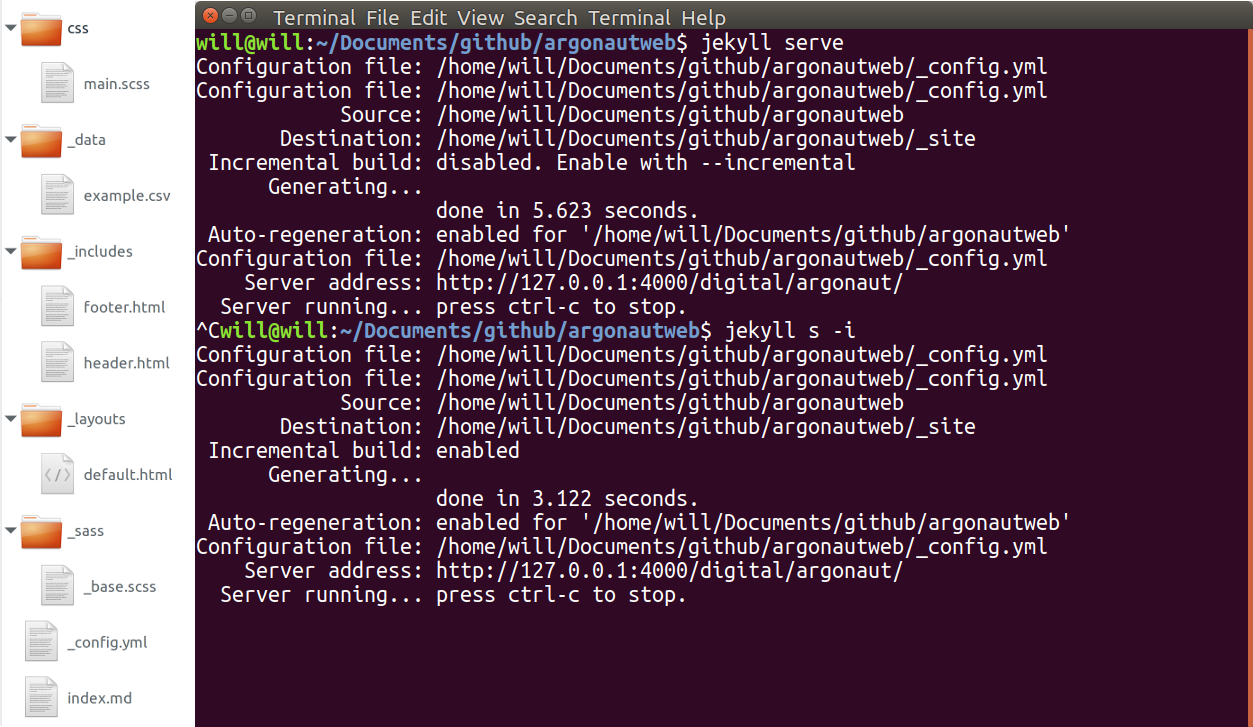 css
main.scss
_data
example.csv
_includes
footer.html
header.html
_layouts
default.html
_sass
_base.scss
_config.yml
index.md
Terminal File Edit View Search Terminal Help
will@will:~/Documents/github/argonautweb$ jekyll serve
Configuration file: /home/will/Documents/github/argonautweb/_config.yml
Configuration file: /home/will/Documents/github/argonautweb/_config.yml
Source: /home/will/Documents/github/argonautweb
Destination: /home/will/Documents/github/argonautweb/_site
Incremental build: disabled. Enable with --incremental
Generating...
done in 5.623 seconds.
Auto-regeneration: enabled for '/home/will/Documents/github/argonautweb'
Configuration file: /home/will/Documents/github/argonautweb/_config.yml
Server address: http://127.0.0.1:4000/digital/argonaut/
Server running... press ctrl-c to stop.
^Cwill@will:~/Documents/github/argonautweb$ jekyll s -i
Configuration file: /home/will/Documents/github/argonautweb/_config.yml
Configuration file: /home/will/Documents/github/argonautweb/_config.yml
Source: /home/will/Documents/github/argonautweb
Destination: /home/will/Documents/github/argonautweb/_site
Incremental build: enabled
Generating...
done in 3.122 seconds.
Auto-regeneration: enabled for '/home/will/Documents/github/argonautweb'
Configuration file: /home/will/Documents/github/argonautweb/_config.yml
Server address: http://127.0.0.1:4000/digital/argonaut/
Server running... press ctrl-c to stop.